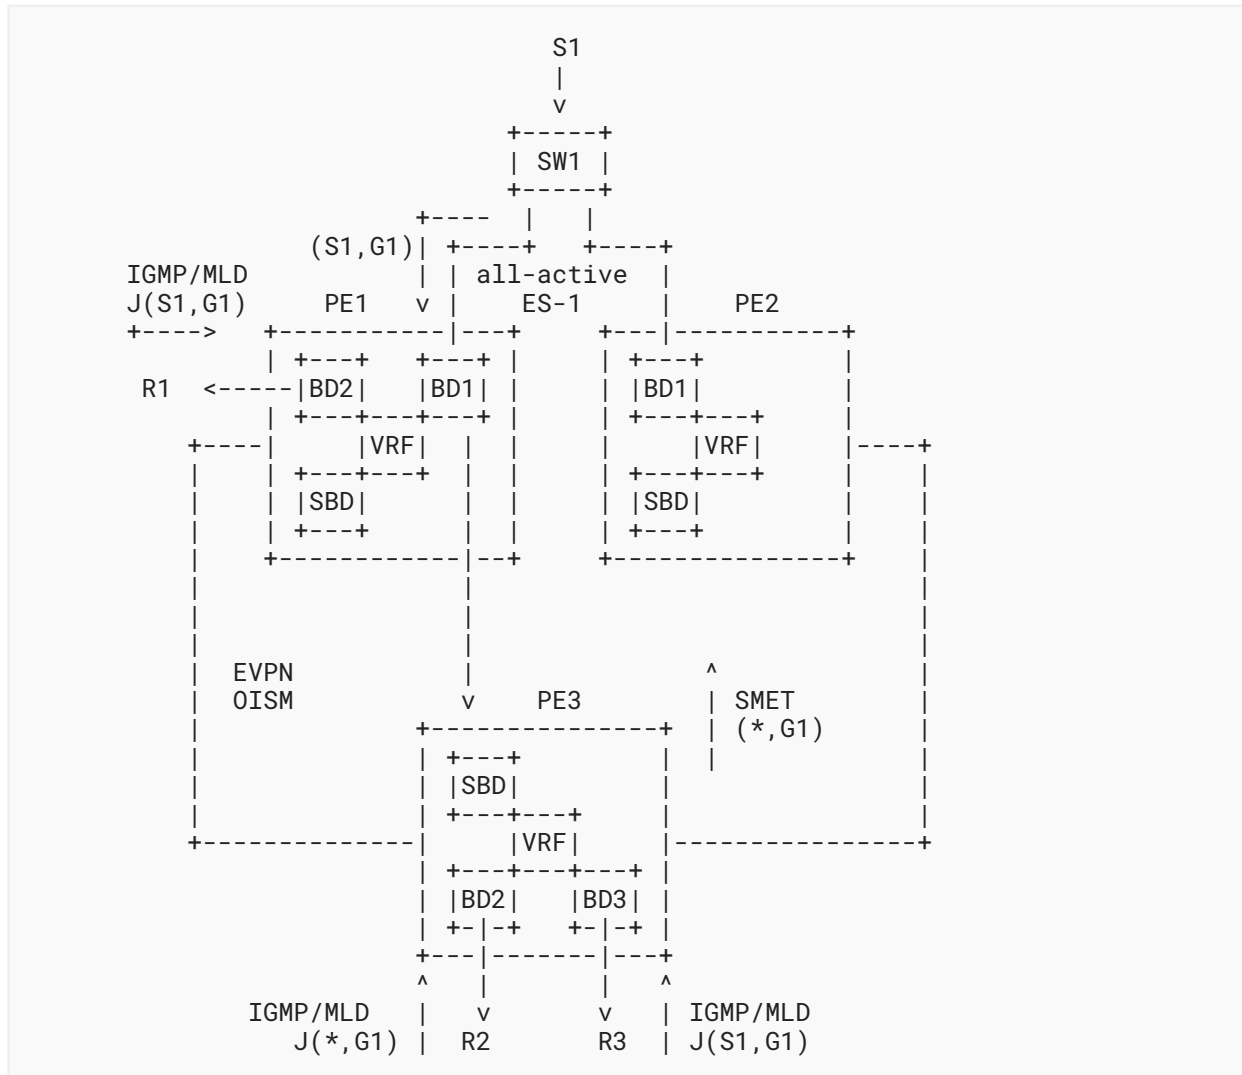 S1
SW1
(S1,G1)
IGMP/MLD all-active
J(S1,G1) PE1 v ES-1 PE2
R1 BD2 BD1 BD1
VRF VRF
SBD SBD
EVPN ^
OISM v PE3 SMET
(*,G1)
SBD
VRF
BD2 BD3
^ ^
IGMP/MLD v v IGMP/MLD
J(*,G1) R2 R3 J(S1,G1)